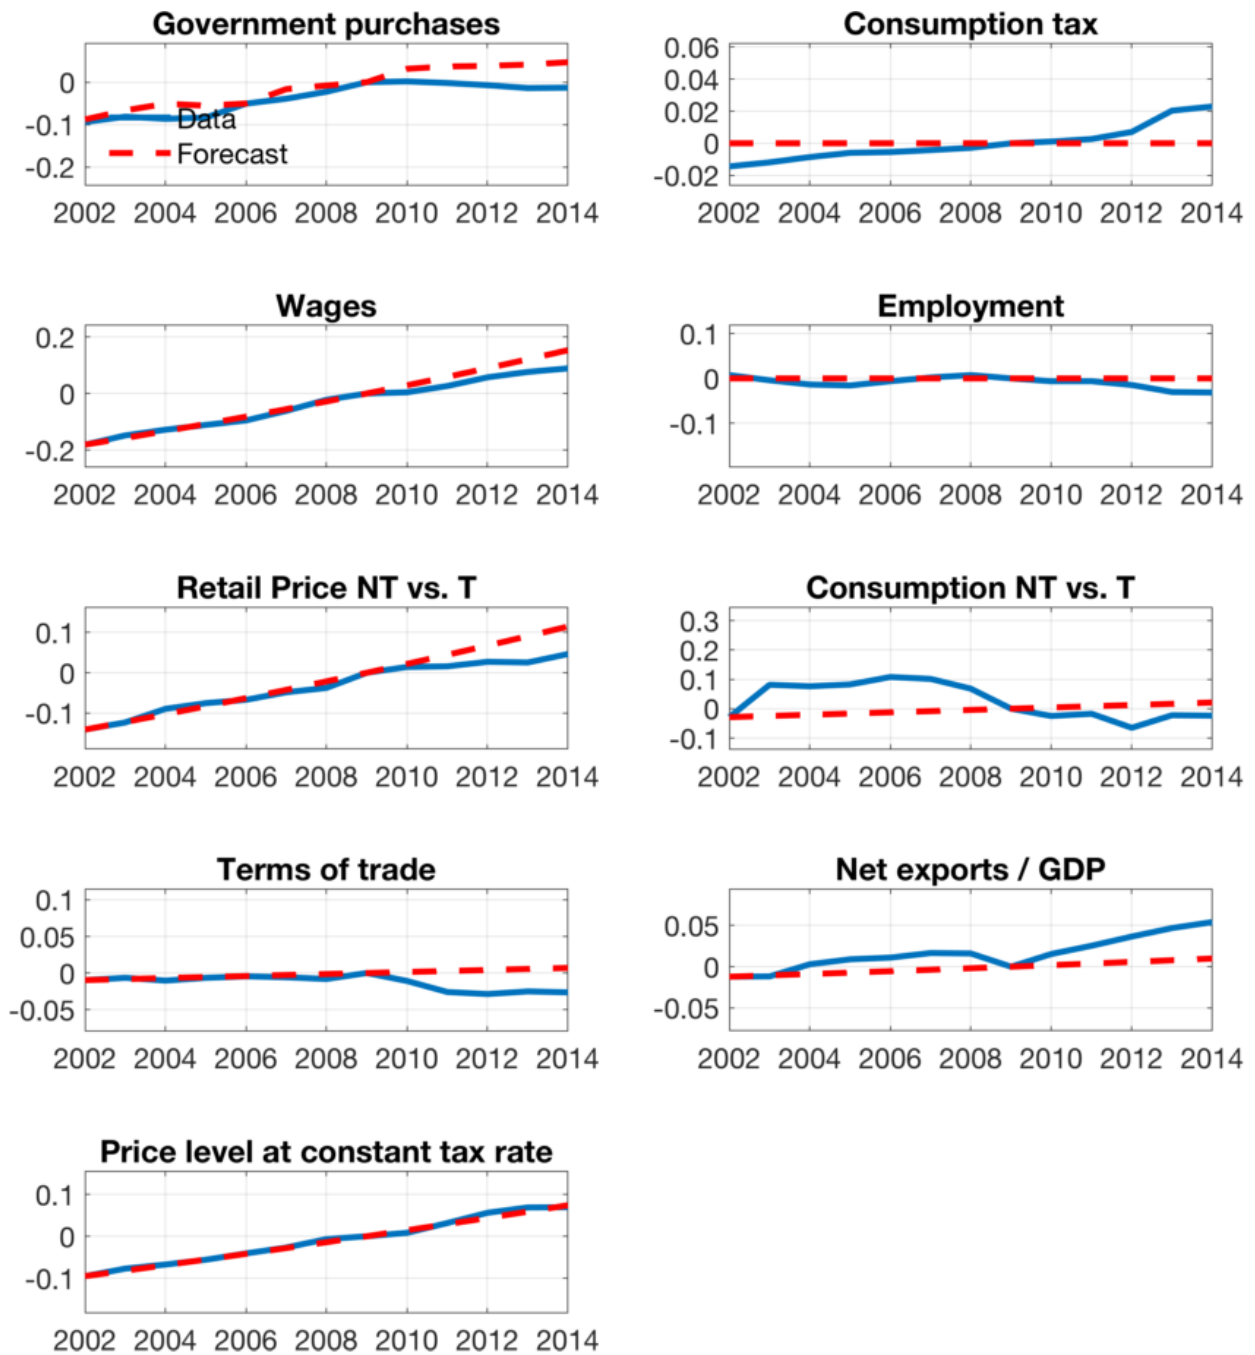 Government purchases
0
-0.1
-0.2
Data
Forecast
2002 2004 2006 2008 2010 2012 2014
Consumption tax
0.06
0.04
0.02
0
-0.02
2002 2004 2006 2008 2010 2012 2014
Wages
0.2
0
-0.2
2002 2004 2006 2008 2010 2012 2014
Employment
0.1
0
-0.1
2002 2004 2006 2008 2010 2012 2014
Retail Price NT vs. T
0.1
0
-0.1
2002 2004 2006 2008 2010 2012 2014
Consumption NT vs. T
0.3
0.2
0.1
0
-0.1
2002 2004 2006 2008 2010 2012 2014
Terms of trade
0.1
0.05
0
-0.05
2002 2004 2006 2008 2010 2012 2014
Net exports / GDP
0.05
0
-0.05
2002 2004 2006 2008 2010 2012 2014
Price level at constant tax rate
0.1
0
-0.1
2002 2004 2006 2008 2010 2012 2014